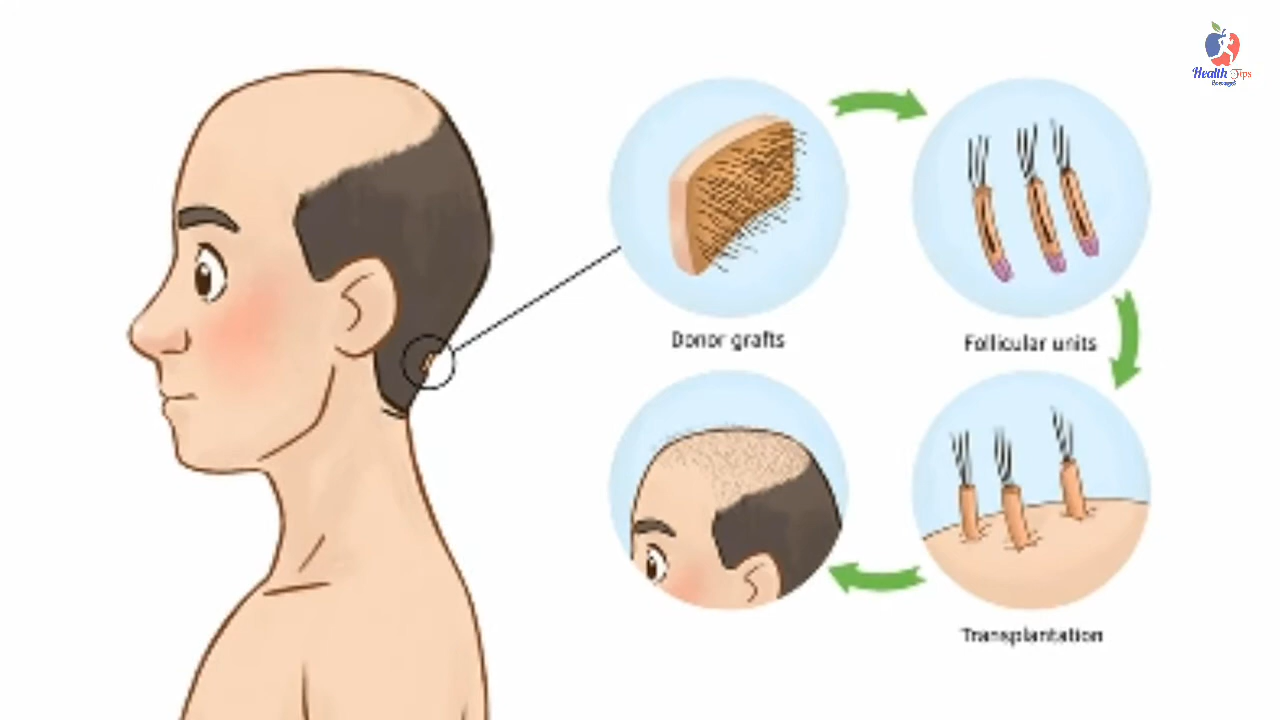 Health Tips
Donor grafts
Follicular units
Transplantation